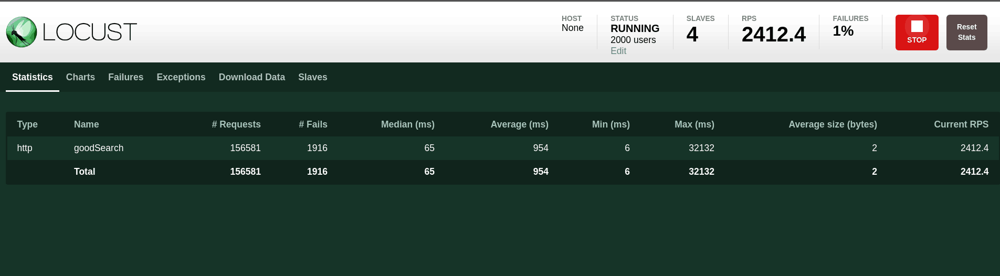 LOCUST
HOST
None
STATUS
RUNNING
2000 users
Edit
SLAVES
4
RPS
2412.4
FAILURES
1%
STOP
Reset
Stats
Statistics Charts Failures Exceptions Download Data Slaves
Type Name # Requests # Fails Median (ms) Average (ms) Min (ms) Max (ms) Average size (bytes) Current RPS
http goodSearch 156581 1916 65 954 6 32132 2 2412.4
Total 156581 1916 65 954 6 32132 2 2412.4